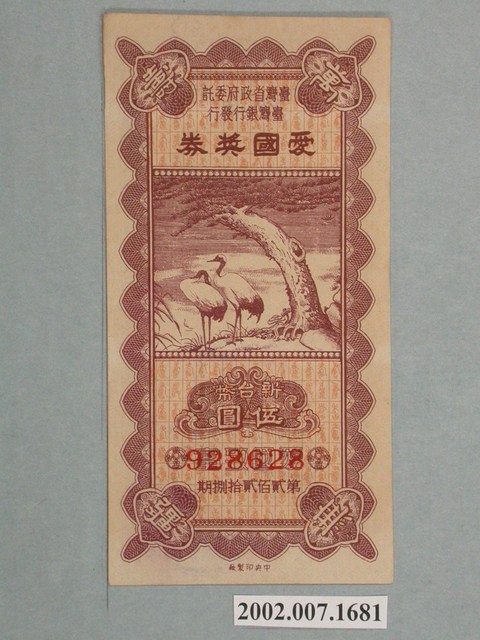 臺灣省政府委託
臺灣銀行發行
愛國奬券
新台幣
伍圓
928628
第貳佰貳拾捌期
中央印製廠
2002.007.1681